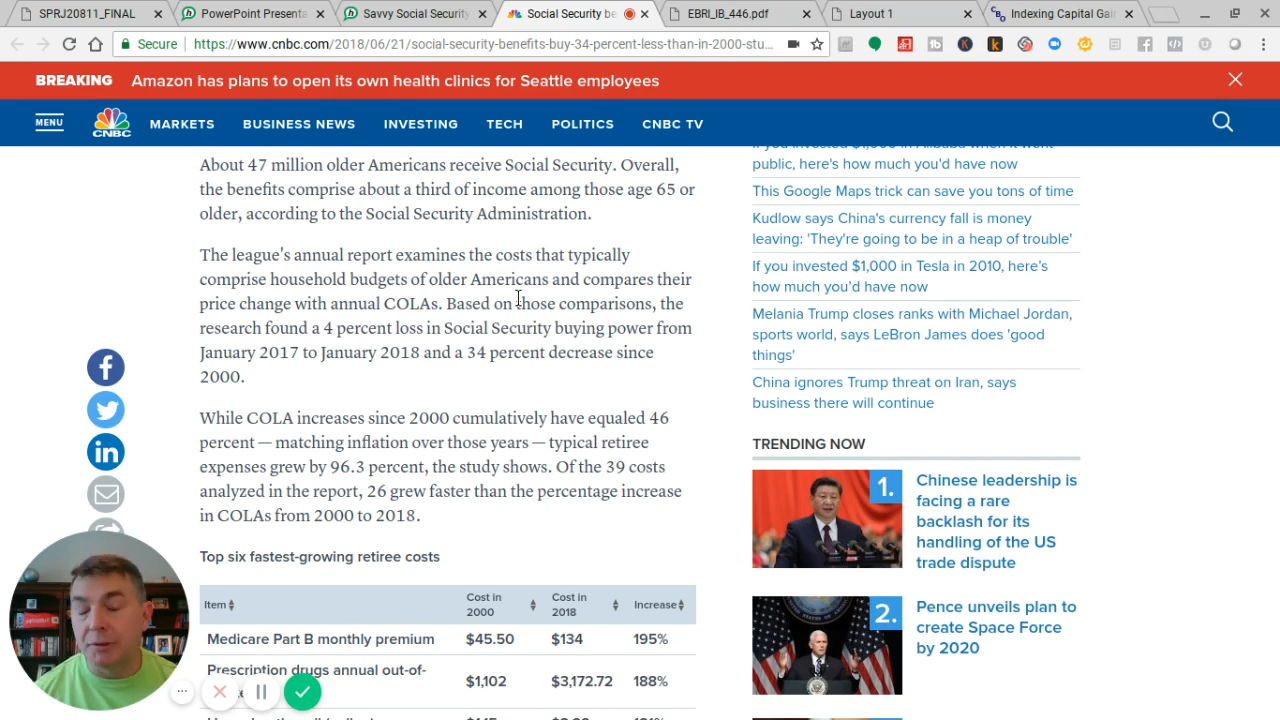 SPRJ20811_FINAL
PowerPoint Presenta
Savvy Social Security
Social Security be
EBRI_IB_446.pdf
Layout 1
Indexing Capital Gai
Secure https://www.cnbc.com/2018/06/21/social-security-benefits-buy-34-percent-less-than-in-2000-stu...
BREAKING Amazon has plans to open its own health clinics for Seattle employees
MENU
CNBC
MARKETS BUSINESS NEWS INVESTING TECH POLITICS CNBC TV
About 47 million older Americans receive Social Security. Overall,
the benefits comprise about a third of income among those age 65 or
older, according to the Social Security Administration.
The league's annual report examines the costs that typically
comprise household budgets of older Americans and compares their
price change with annual COLAs. Based on those comparisons, the
research found a 4 percent loss in Social Security buying power from
January 2017 to January 2018 and a 34 percent decrease since
2000.
While COLA increases since 2000 cumulatively have equaled 46
percent — matching inflation over those years — typical retiree
expenses grew by 96.3 percent, the study shows. Of the 39 costs
analyzed in the report, 26 grew faster than the percentage increase
in COLAs from 2000 to 2018.
Top six fastest-growing retiree costs
Item Cost in 2000 Cost in 2018 Increase
Medicare Part B monthly premium $45.50 $134 195%
Prescription drugs annual out-of-
$1,102 $3,172.72 188%
If you invested $1,000 in Alibaba when it went
public, here's how much you'd have now
This Google Maps trick can save you tons of time
Kudlow says China's currency fall is money
leaving: 'They're going to be in a heap of trouble'
If you invested $1,000 in Tesla in 2010, here's
how much you'd have now
Melania Trump closes ranks with Michael Jordan,
sports world, says LeBron James does 'good
things'
China ignores Trump threat on Iran, says
business there will continue
TRENDING NOW
1.
Chinese leadership is
facing a rare
backlash for its
handling of the US
trade dispute
2.
Pence unveils plan to
create Space Force
by 2020